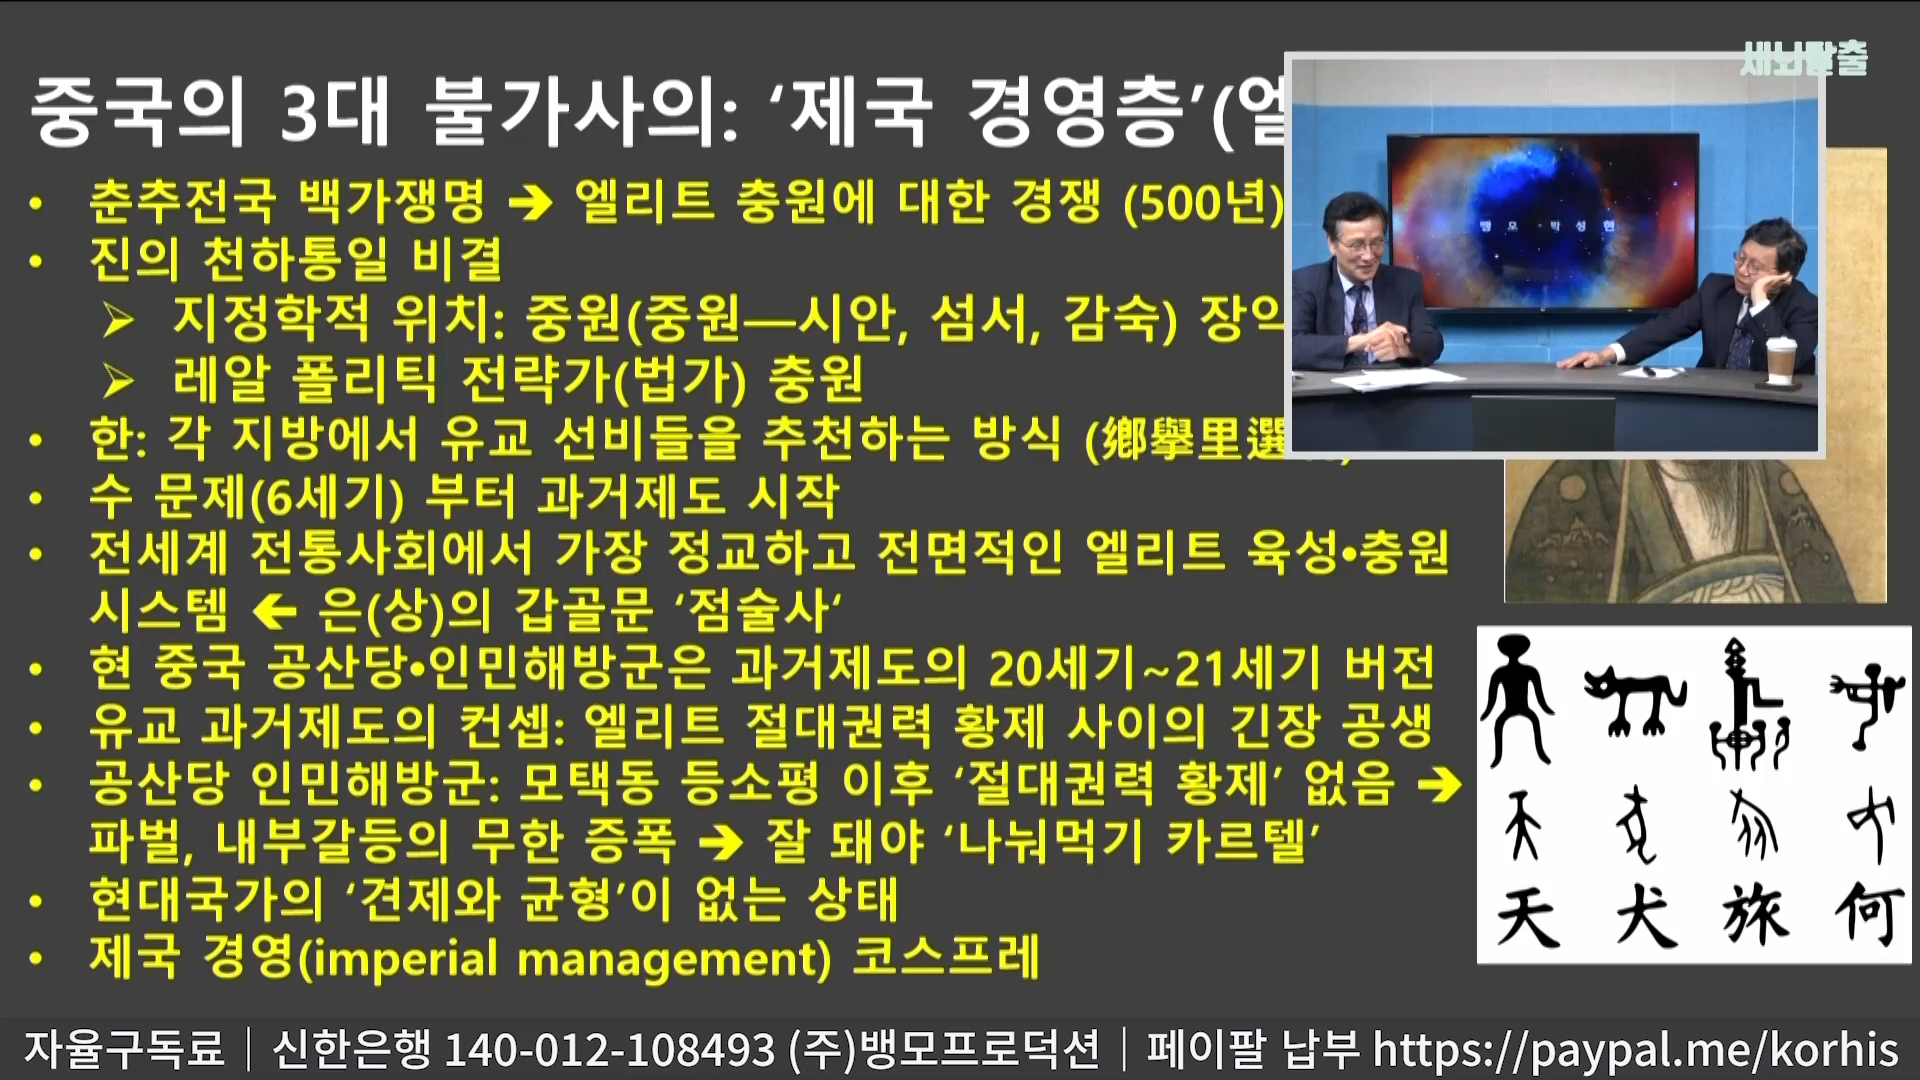 세뇌탈출
중국의 3대 불가사의: ‘제국 경영층’(엘
뱅모 박성현
• 춘추전국 백가쟁명 ➔ 엘리트 충원에 대한 경쟁 (500년)
• 진의 천하통일 비결
➢ 지정학적 위치: 중원(중원—시안, 섬서, 감숙) 장악
➢ 레알 폴리틱 전략가(법가) 충원
• 한: 각 지방에서 유교 선비들을 추천하는 방식 (鄉擧里選
• 수 문제(6세기) 부터 과거제도 시작
• 전세계 전통사회에서 가장 정교하고 전면적인 엘리트 육성•충원
시스템 ← 은(상)의 갑골문 ‘점술사‘
• 현 중국 공산당•인민해방군은 과거제도의 20세기~21세기 버전
• 유교 과거제도의 컨셉: 엘리트 절대권력 황제 사이의 긴장 공생
• 공산당 인민해방군: 모택동 등소평 이후 ‘절대권력 황제’ 없음 ➔
파벌, 내부갈등의 무한 증폭 ➔ 잘 돼야 ‘나눠먹기 카르텔’
• 현대국가의 ‘견제와 균형’이 없는 상태
• 제국 경영(imperial management) 코스프레
天 犬 旅 何
자율구독료│신한은행 140-012-108493 (주)뱅모프로덕션│페이팔 납부 https://paypal.me/korhis